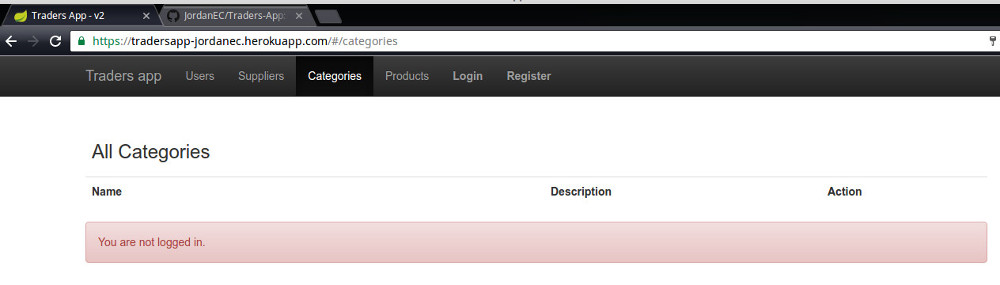 Traders App - v2
JordanEC/Traders-App:
https://tradersapp-jordanec.herokuapp.com/#/categories
Traders app Users Suppliers Categories Products Login Register
All Categories
Name Description Action
You are not logged in.